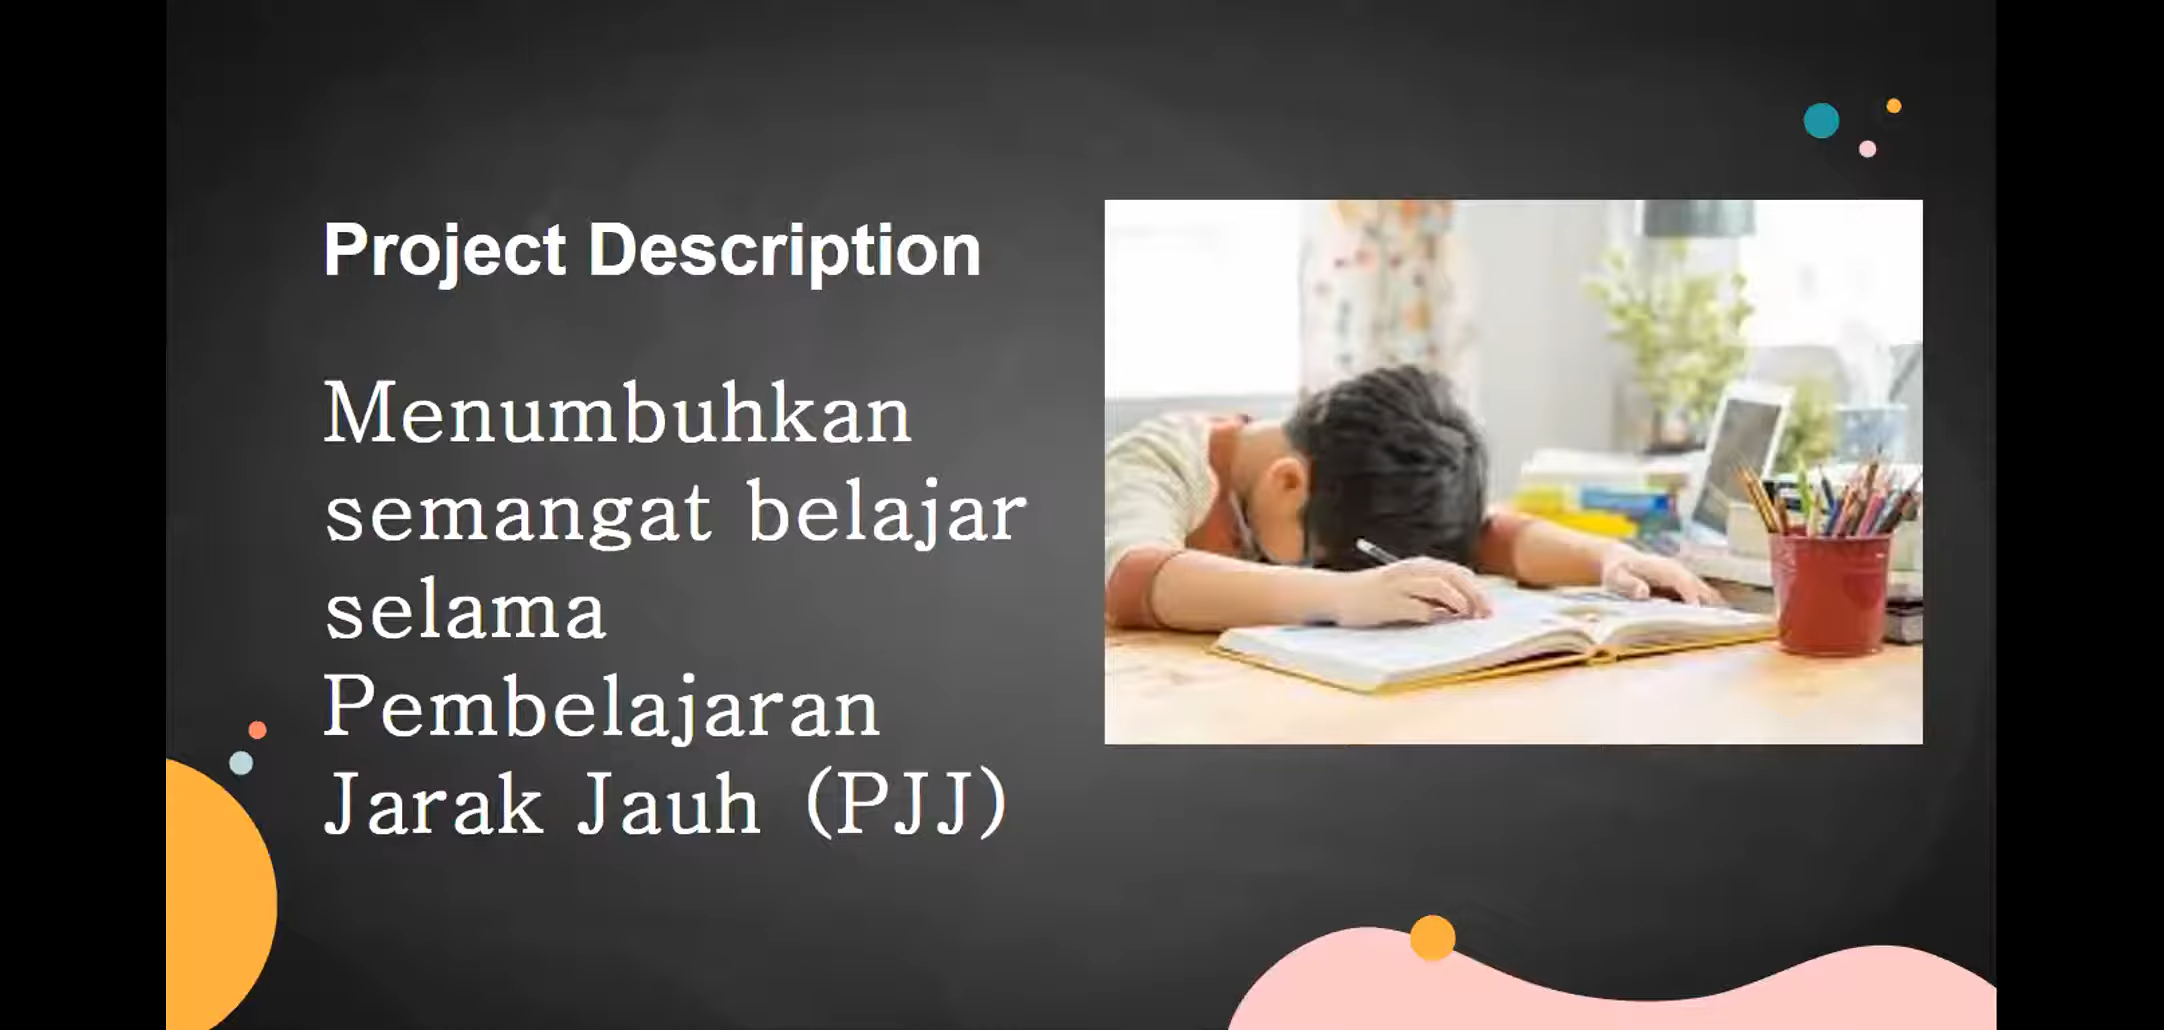 Project Description
Menumbuhkan
semangat belajar
selama
Pembelajaran
Jarak Jauh (PJJ)